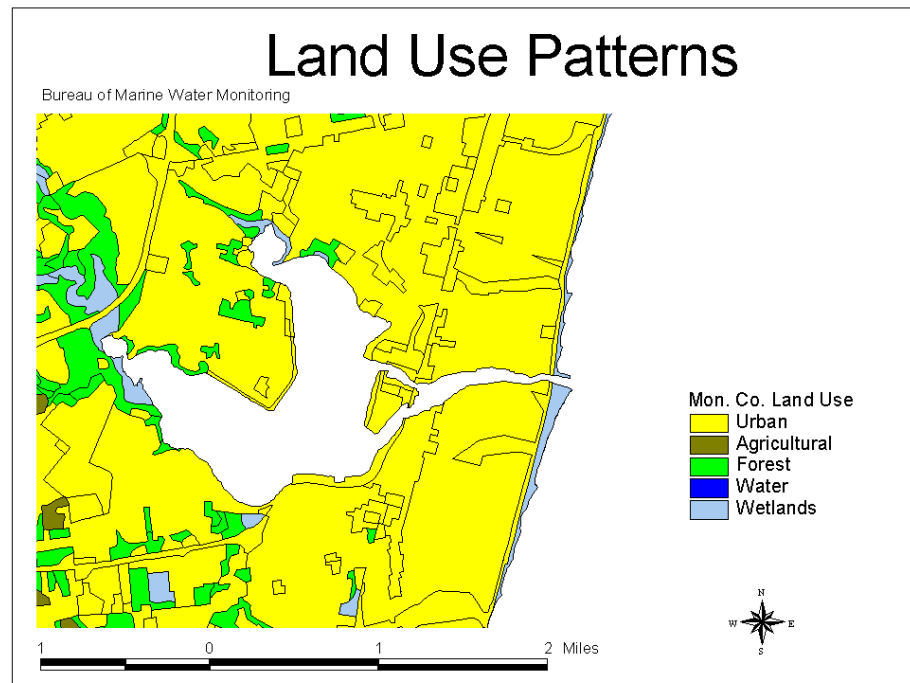 Land Use Patterns
Bureau of Marine Water Monitoring
Mon. Co. Land Use
Urban
Agricultural
Forest
Water
Wetlands
N
W E
S
1 0 1 2 Miles